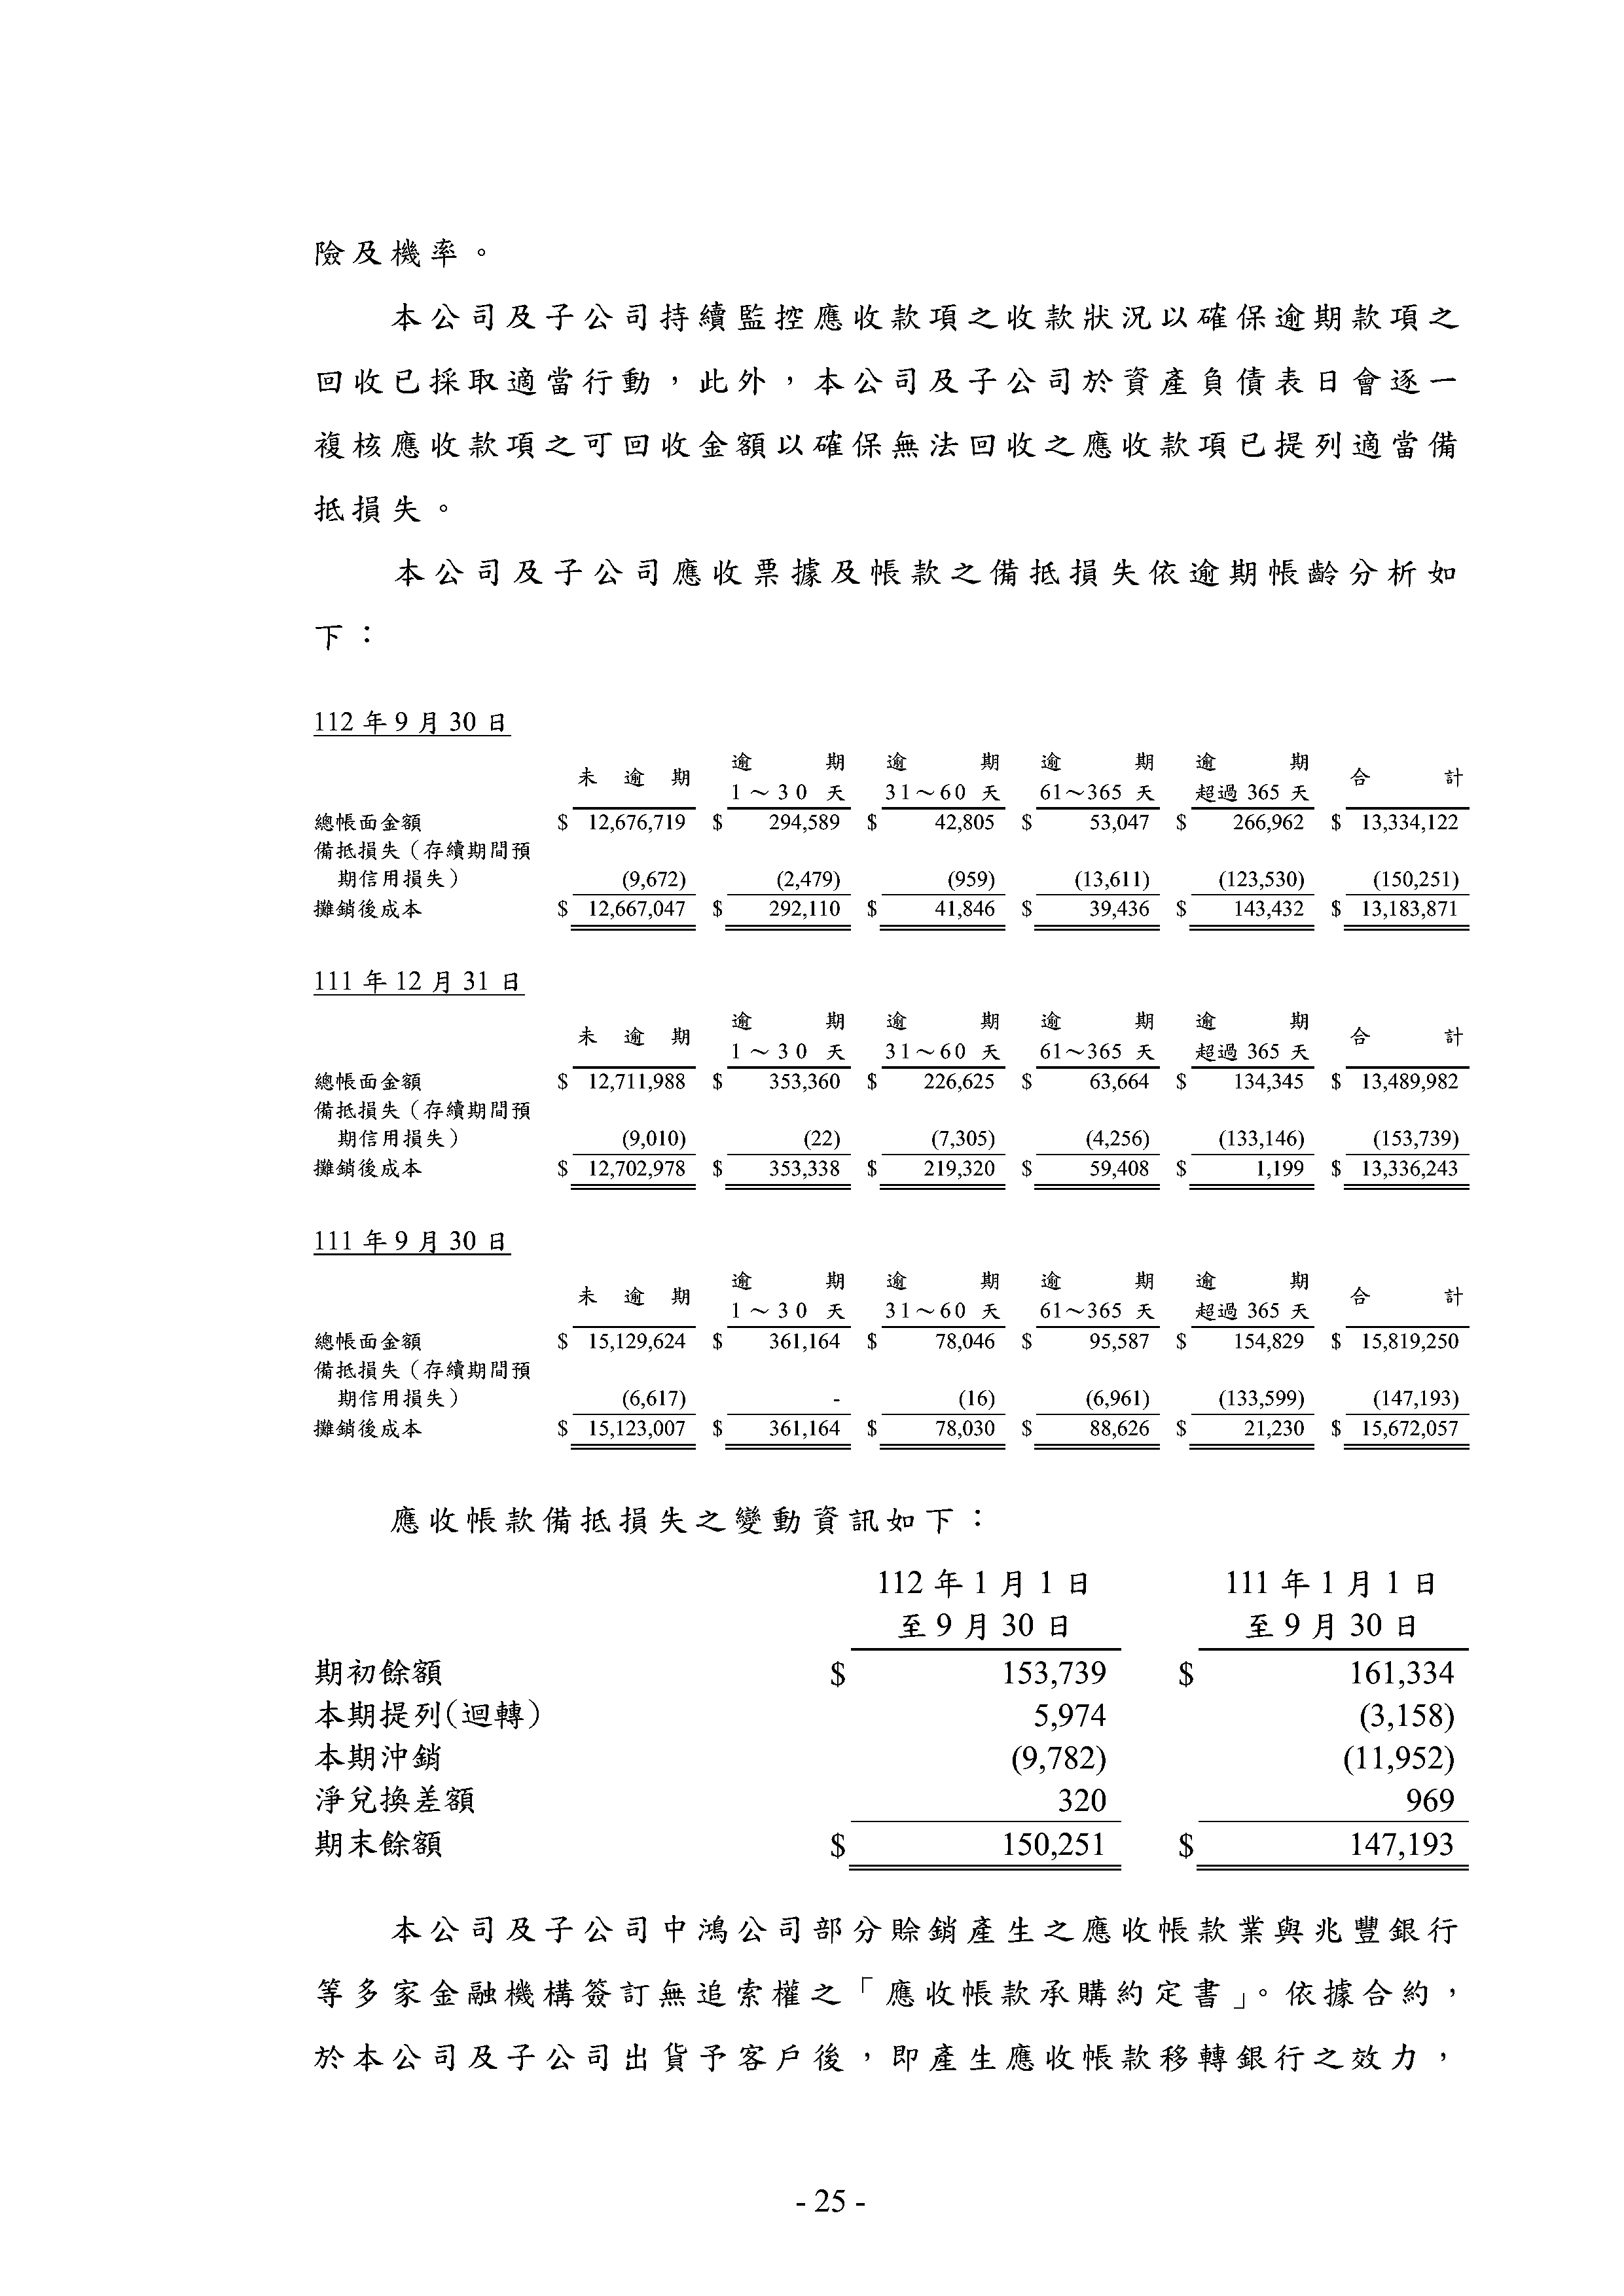 險及機率。
本公司及子公司持續監控應收款項之收款狀況以確保逾期款項之
回收已採取適當行動，此外，本公司及子公司於資產負債表日會逐一
複核應收款項之可回收金額以確保無法回收之應收款項已提列適當備
抵損失。
本公司及子公司應收票據及帳款之備抵損失依逾期帳齡分析如
下：
112 年 9 月 30 日
未 逾 期 逾 期 逾 期 逾 期 逾 期 合 計
1～30 天 31～60 天 61～365 天 超過 365 天
總帳面金額 $ 12,676,719 $ 294,589 $ 42,805 $ 53,047 $ 266,962 $ 13,334,122
備抵損失（存續期間預
期信用損失） (9,672) (2,479) (959) (13,611) (123,530) (150,251)
攤銷後成本 $ 12,667,047 $ 292,110 $ 41,846 $ 39,436 $ 143,432 $ 13,183,871
111 年 12 月 31 日
未 逾 期 逾 期 逾 期 逾 期 逾 期 合 計
1～30 天 31～60 天 61～365 天 超過 365 天
總帳面金額 $ 12,711,988 $ 353,360 $ 226,625 $ 63,664 $ 134,345 $ 13,489,982
備抵損失（存續期間預
期信用損失） (9,010) (22) (7,305) (4,256) (133,146) (153,739)
攤銷後成本 $ 12,702,978 $ 353,338 $ 219,320 $ 59,408 $ 1,199 $ 13,336,243
111 年 9 月 30 日
未 逾 期 逾 期 逾 期 逾 期 逾 期 合 計
1～30 天 31～60 天 61～365 天 超過 365 天
總帳面金額 $ 15,129,624 $ 361,164 $ 78,046 $ 95,587 $ 154,829 $ 15,819,250
備抵損失（存續期間預
期信用損失） (6,617) - (16) (6,961) (133,599) (147,193)
攤銷後成本 $ 15,123,007 $ 361,164 $ 78,030 $ 88,626 $ 21,230 $ 15,672,057
應收帳款備抵損失之變動資訊如下：
112 年 1 月 1 日 111 年 1 月 1 日
至 9 月 30 日 至 9 月 30 日
期初餘額 $ 153,739 $ 161,334
本期提列(迴轉) 5,974 (3,158)
本期沖銷 (9,782) (11,952)
淨兌換差額 320 969
期末餘額 $ 150,251 $ 147,193
本公司及子公司中鴻公司部分賒銷產生之應收帳款業與兆豐銀行
等多家金融機構簽訂無追索權之「應收帳款承購約定書」。依據合約，
於本公司及子公司出貨予客戶後，即產生應收帳款移轉銀行之效力，
- 25 -